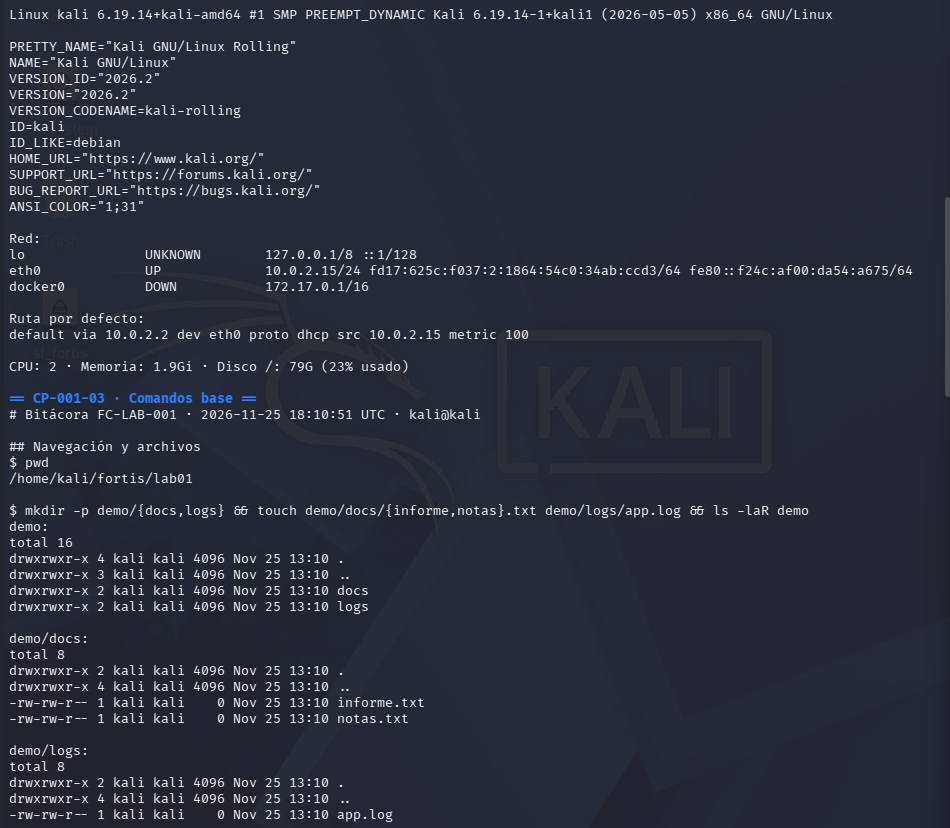 Linux kali 6.19.14+kali-amd64 #1 SMP PREEMPT_DYNAMIC Kali 6.19.14-1+kali1 (2026-05-05) x86_64 GNU/Linux
PRETTY_NAME="Kali GNU/Linux Rolling"
NAME="Kali GNU/Linux"
VERSION_ID="2026.2"
VERSION="2026.2"
VERSION_CODENAME=kali-rolling
ID=kali
ID_LIKE=debian
HOME_URL="https://www.kali.org/"
SUPPORT_URL="https://forums.kali.org/"
BUG_REPORT_URL="https://bugs.kali.org/"
ANSI_COLOR="1;31"
Red:
Trash
lo               UNKNOWN        127.0.0.1/8 ::1/128
eth0             UP             10.0.2.15/24 fd17:625c:f037:2:1864:54c0:34ab:ccd3/64 fe80::f24c:af00:da54:a675/64
docker0          DOWN           172.17.0.1/16
Ruta por defecto:
default via 10.0.2.2 dev eth0 proto dhcp src 10.0.2.15 metric 100
sf_fortis
CPU: 2 · Memoria: 1.9Gi · Disco /: 79G (23% usado)
KALI
== CP-001-03 · Comandos base ==
# Bitácora FC-LAB-001 · 2026-11-25 18:10:51 UTC · kali@kali
## Navegación y archivos
$ pwd
/home/kali/fortis/lab01
$ mkdir -p demo/{docs,logs} && touch demo/docs/{informe,notas}.txt demo/logs/app.log && ls -laR demo
demo:
total 16
drwxrwxr-x 4 kali kali 4096 Nov 25 13:10 .
drwxrwxr-x 3 kali kali 4096 Nov 25 13:10 ..
drwxrwxr-x 2 kali kali 4096 Nov 25 13:10 docs
drwxrwxr-x 2 kali kali 4096 Nov 25 13:10 logs
demo/docs:
total 8
drwxrwxr-x 2 kali kali 4096 Nov 25 13:10 .
drwxrwxr-x 4 kali kali 4096 Nov 25 13:10 ..
-rw-rw-r-- 1 kali kali    0 Nov 25 13:10 informe.txt
-rw-rw-r-- 1 kali kali    0 Nov 25 13:10 notas.txt
demo/logs:
total 8
drwxrwxr-x 2 kali kali 4096 Nov 25 13:10 .
drwxrwxr-x 4 kali kali 4096 Nov 25 13:10 ..
-rw-rw-r-- 1 kali kali    0 Nov 25 13:10 app.log